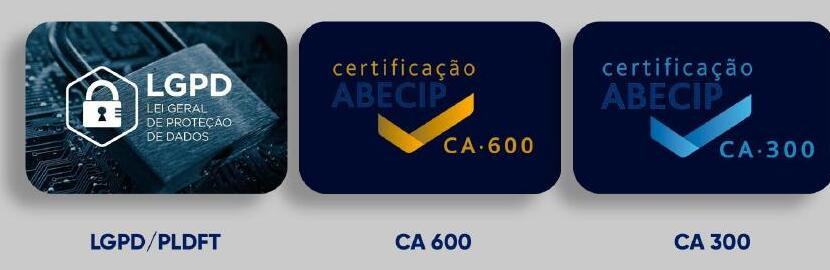 LGPD
LEI GERAL
DE PROTEÇÃO
DE DADOS
LGPD/PLDFT
certificação
ABECIP
CA·600
CA 600
certificação
ABECIP
CA·300
CA 300